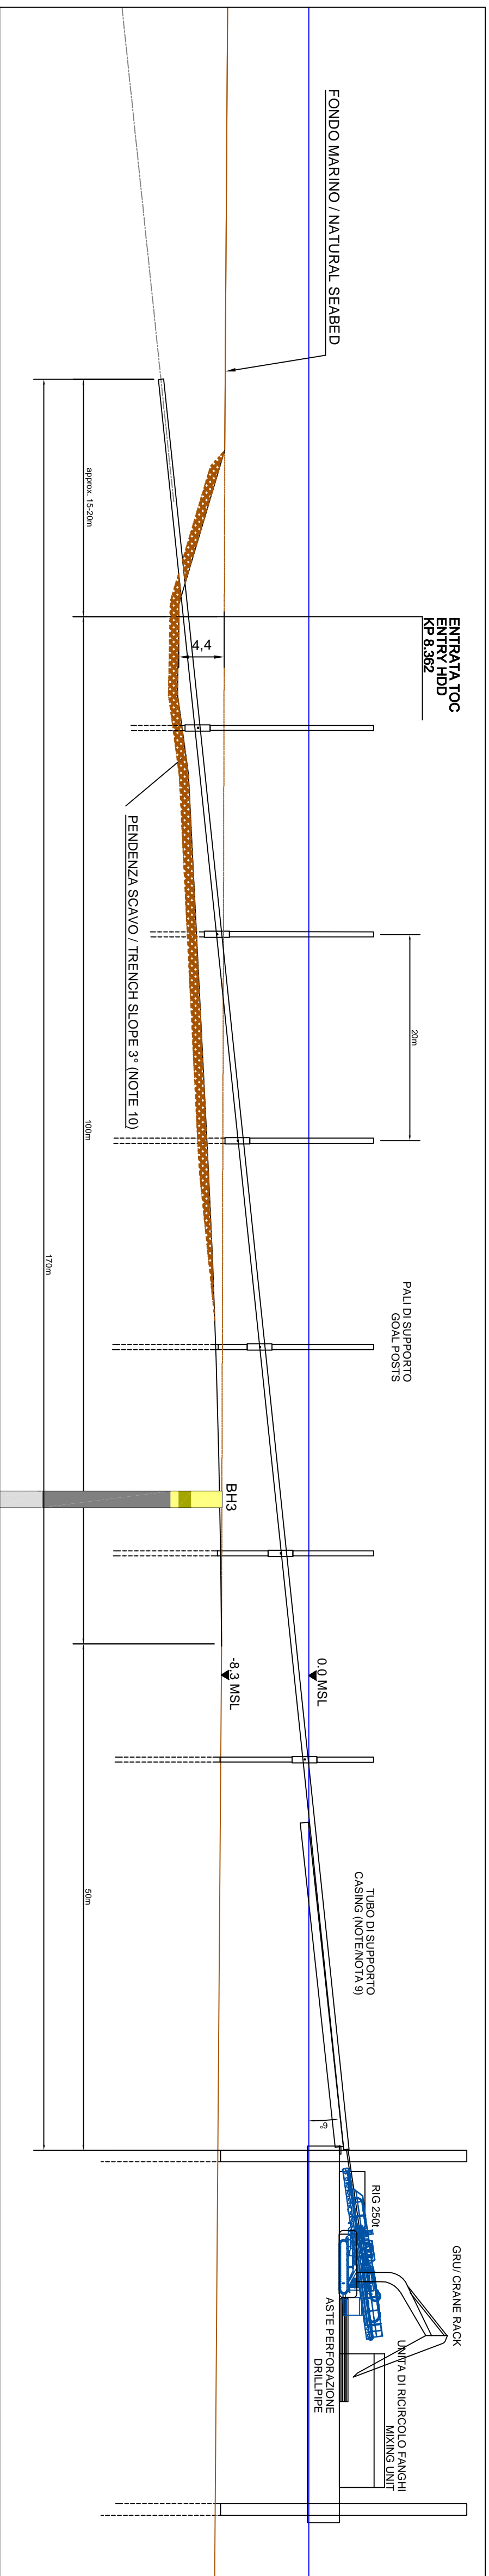 FONDO MARINO / NATURAL SEABED
approx. 15-20m
ENTRATA TOC
ENTRY HDD
KP 8.362
4,4
PENDENZA SCAVO / TRENCH SLOPE 3° (NOTE 10)
20m
100m
170m
PALI DI SUPPORTO
GOAL POSTS
BH3
0.0 MSL
-8.3 MSL
50m
TUBO DI SUPPORTO
CASING (NOTE/NOTA 9)
6°
RIG 250t
GRU/ CRANE RACK
ASTE PERFORAZIONE
DRILLPIPE
UNITA DI RICIRCOLO FANGHI
MIXING UNIT